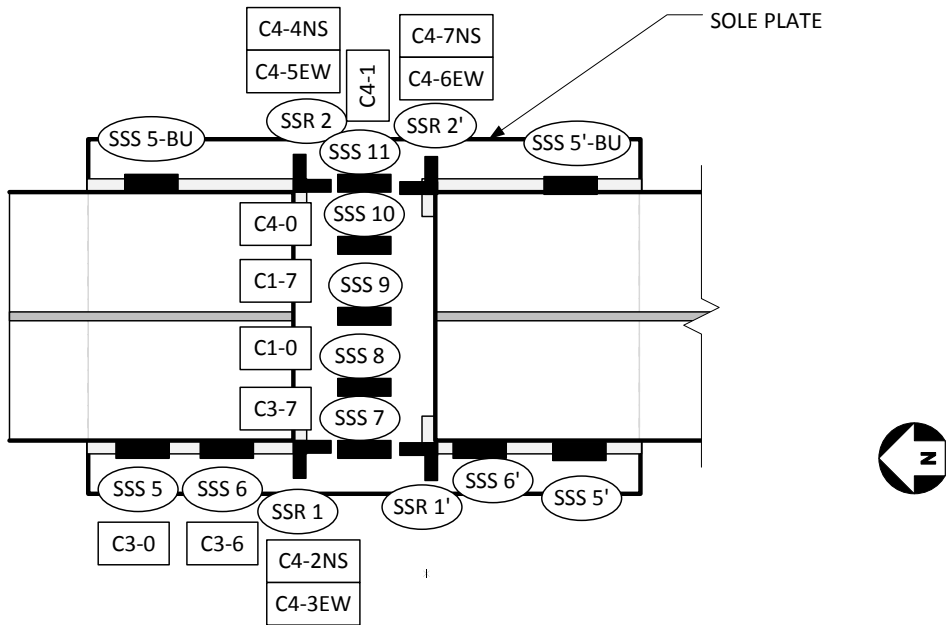 SOLE PLATE
C4-4NS
C4-5EW
C4-1
C4-7NS
C4-6EW
SSR 2
SSR 2'
SSS 5-BU
SSS 11
SSS 5'-BU
C4-0
SSS 10
C1-7
SSS 9
C1-0
SSS 8
C3-7
SSS 7
SSS 5
SSS 6
SSR 1
SSR 1'
SSS 6'
SSS 5'
C3-0
C3-6
C4-2NS
C4-3EW
N